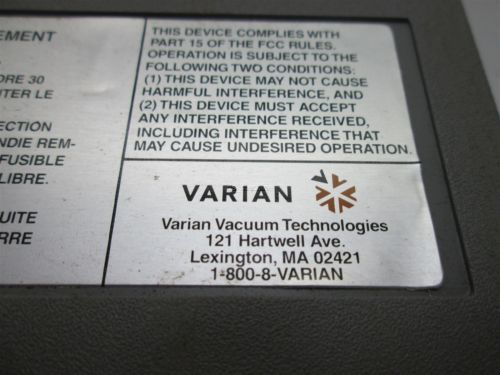 EMENT
DRE 30
ITER LE
ECTION
NDIE REM-
FUSIBLE
LIBRE.
UITE
RRE
THIS DEVICE COMPLIES WITH
PART 15 OF THE FCC RULES.
OPERATION IS SUBJECT TO THE
FOLLOWING TWO CONDITIONS:
(1) THIS DEVICE MAY NOT CAUSE
HARMFUL INTERFERENCE, AND
(2) THIS DEVICE MUST ACCEPT
ANY INTERFERENCE RECEIVED,
INCLUDING INTERFERENCE THAT
MAY CAUSE UNDESIRED OPERATION.
VARIAN
Varian Vacuum Technologies
121 Hartwell Ave.
Lexington, MA 02421
1-800-8-VARIAN